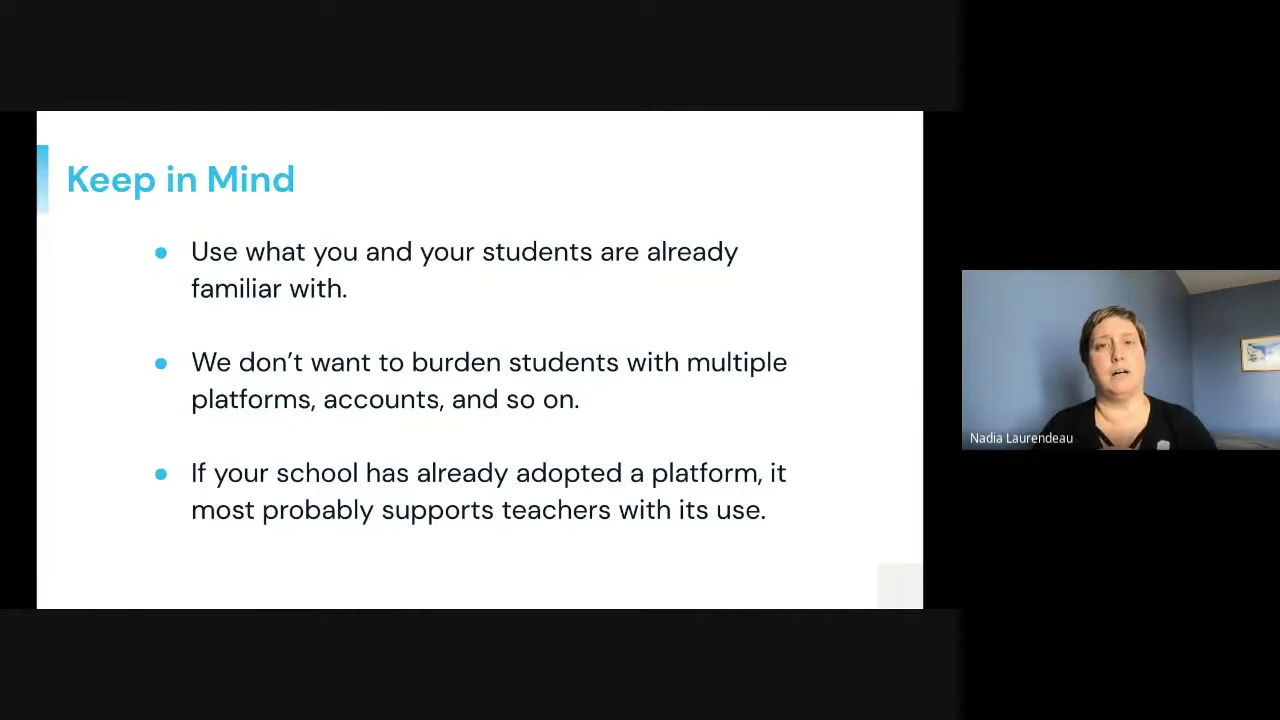 Keep in Mind
● Use what you and your students are already
familiar with.
● We don’t want to burden students with multiple
platforms, accounts, and so on.
● If your school has already adopted a platform, it
most probably supports teachers with its use.
Nadia Laurendeau